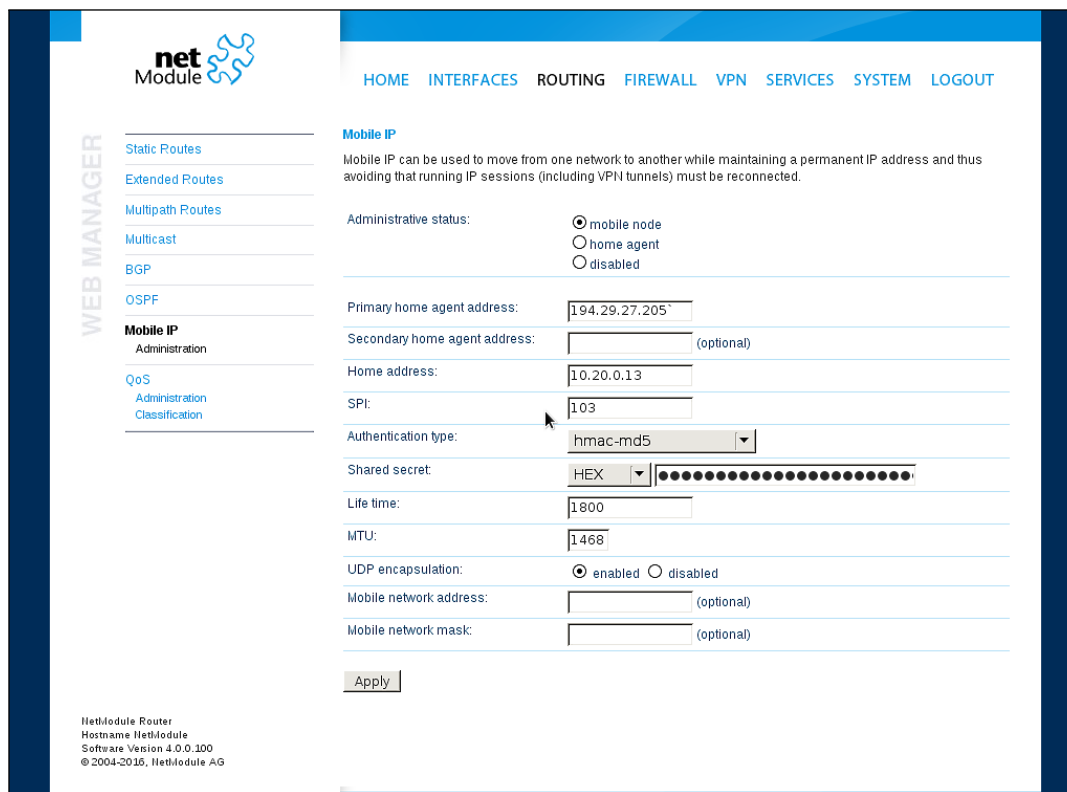 net
Module
HOME INTERFACES ROUTING FIREWALL VPN SERVICES SYSTEM LOGOUT
WEB MANAGER
Static Routes
Extended Routes
Multipath Routes
Multicast
BGP
OSPF
Mobile IP
Administration
QoS
Administration
Classification
Mobile IP
Mobile IP can be used to move from one network to another while maintaining a permanent IP address and thus
avoiding that running IP sessions (including VPN tunnels) must be reconnected.
Administrative status:
mobile node
home agent
disabled
Primary home agent address: 194.29.27.205`
Secondary home agent address: (optional)
Home address: 10.20.0.13
SPI: 103
Authentication type: hmac-md5
Shared secret: HEX ●●●●●●●●●●●●●●●●●●●●●
Life time: 1800
MTU: 1468
UDP encapsulation: enabled disabled
Mobile network address: (optional)
Mobile network mask: (optional)
Apply
NetModule Router
Hostname NetModule
Software Version 4.0.0.100
© 2004-2016, NetModule AG